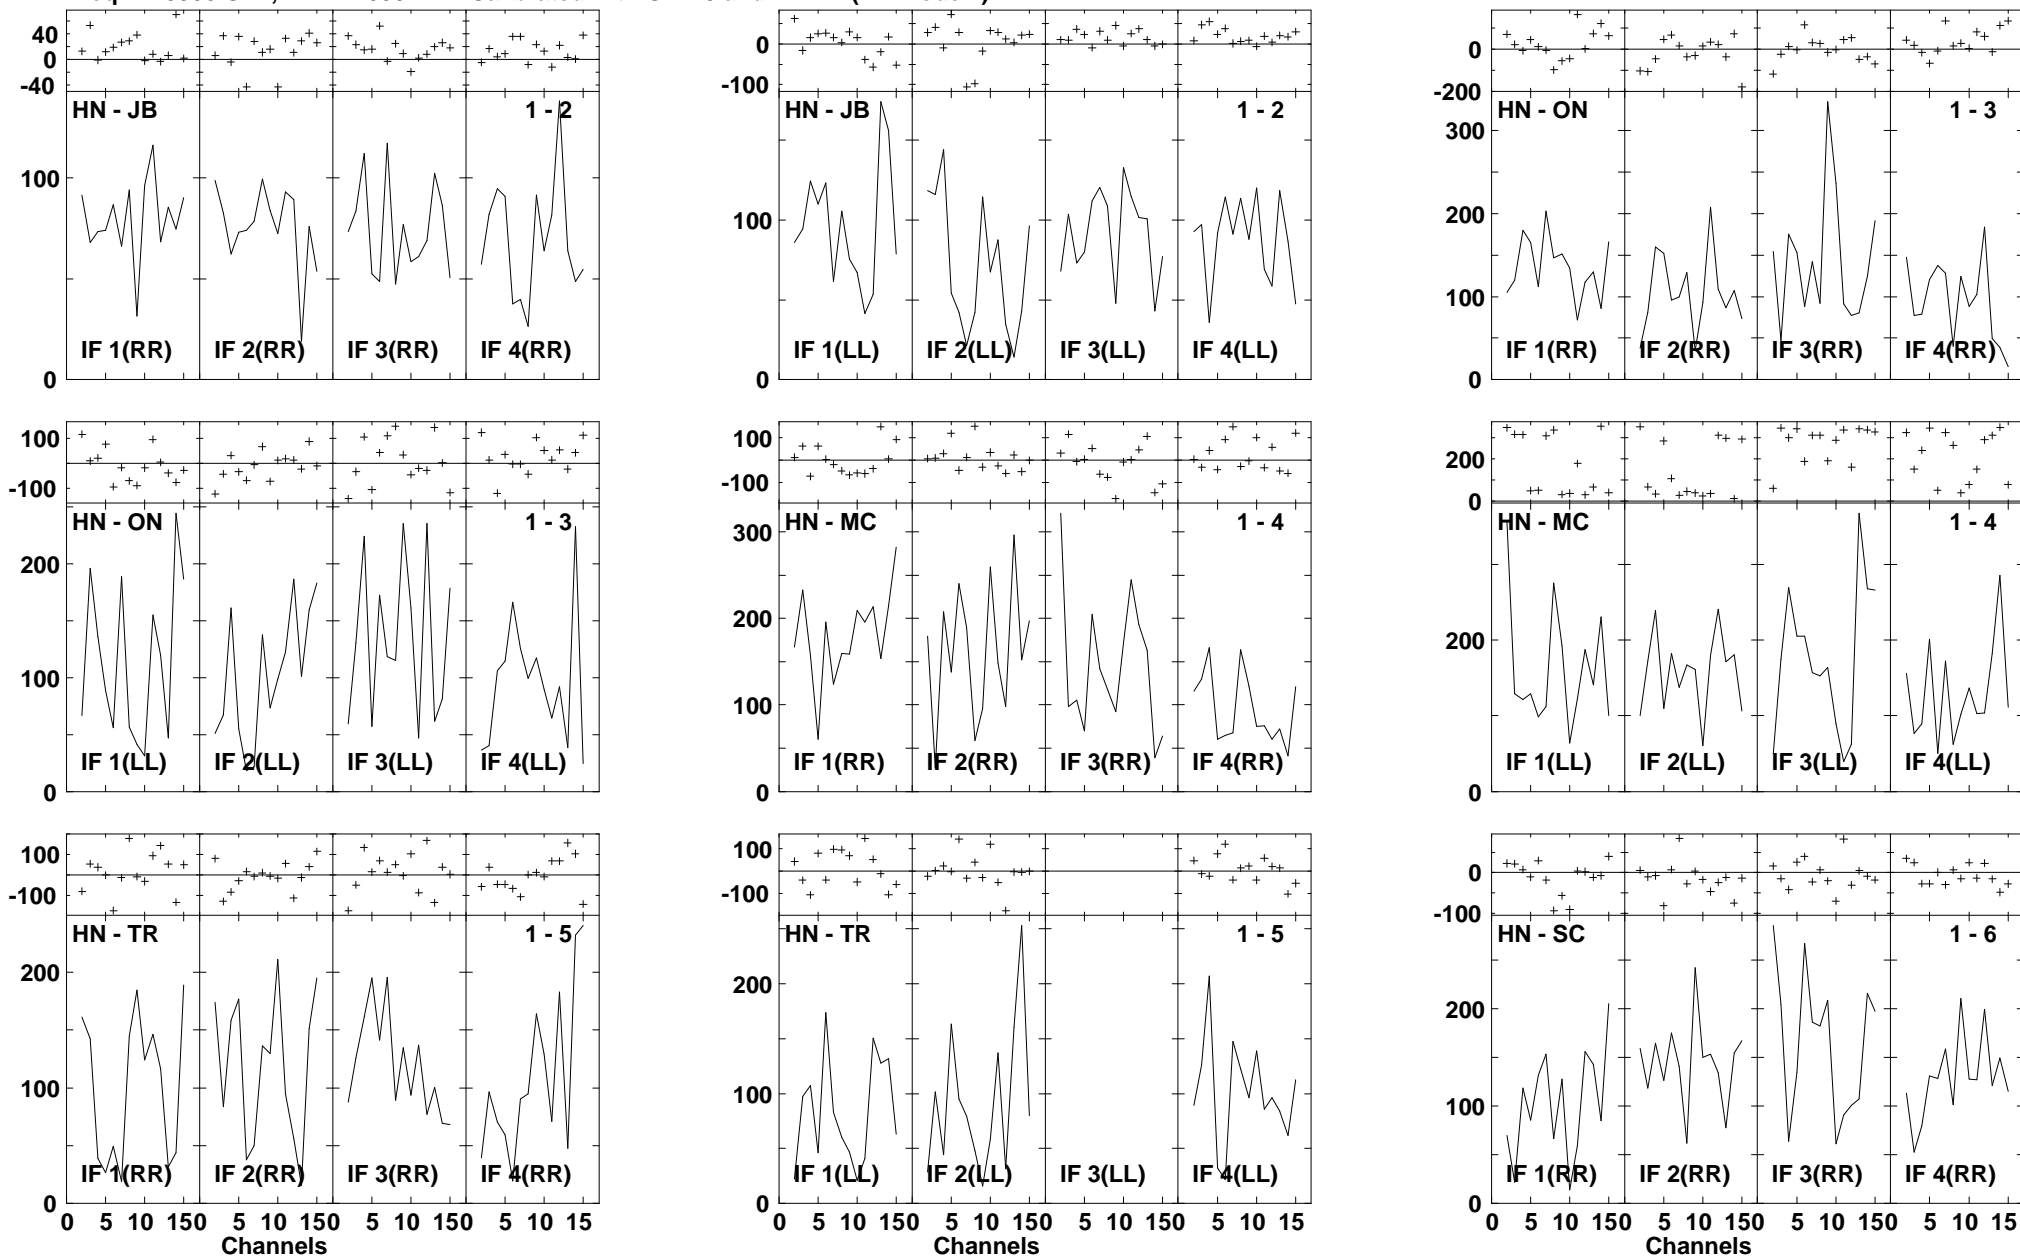 40 0 -40 0 -100 0 -200
HN - JB 1 - 2 HN - JB 1 - 2 HN - ON 1 - 3
100 0 100 0 300 200 100 0
IF 1(RR) IF 2(RR) IF 3(RR) IF 4(RR) IF 1(LL) IF 2(LL) IF 3(LL) IF 4(LL) IF 1(RR) IF 2(RR) IF 3(RR) IF 4(RR)
100 -100 100 0 -100 200 0
HN - ON 1 - 3 HN - MC 1 - 4 HN - MC 1 - 4
200 100 0 300 200 100 0 200 0
IF 1(LL) IF 2(LL) IF 3(LL) IF 4(LL) IF 1(RR) IF 2(RR) IF 3(RR) IF 4(RR) IF 1(LL) IF 2(LL) IF 3(LL) IF 4(LL)
100 -100 100 -100 0 -100
HN - TR 1 - 5 HN - TR 1 - 5 HN - SC 1 - 6
200 100 0 200 100 0 200 100 0
IF 1(RR) IF 2(RR) IF 3(RR) IF 4(RR) IF 1(LL) IF 2(LL) IF 3(LL) IF 4(LL) IF 1(RR) IF 2(RR) IF 3(RR) IF 4(RR)
0 5 10 150 5 10 150 5 10 150 5 10 15 0 5 10 150 5 10 150 5 10 150 5 10 15 0 5 10 150 5 10 150 5 10 150 5 10 15
Channels Channels Channels